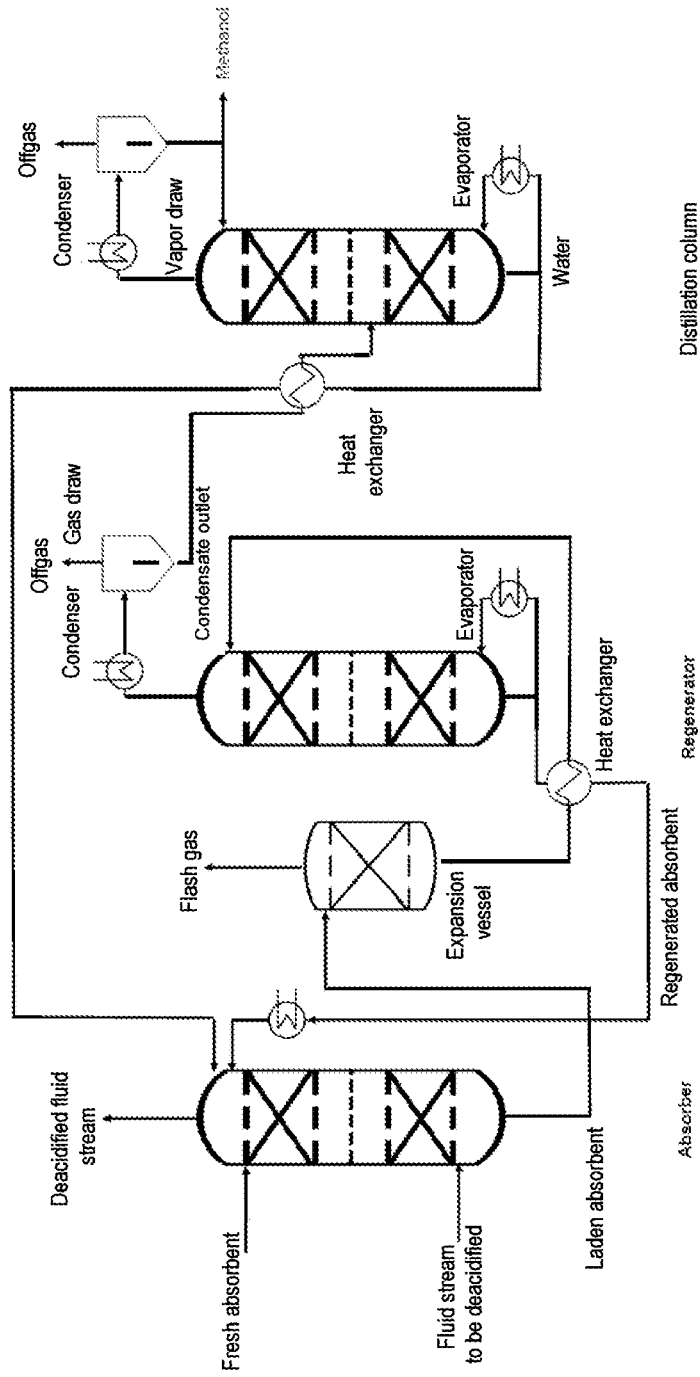 Deacidified fluid
stream
Fresh absorbent
Fluid stream
to be deacidified
Laden absorbent
Absorber
Flash gas
Expansion
vessel
Regenerated absorbent
Offgas
Gas draw
Condenser
Condensate outlet
Evaporator
Heat exchanger
Regenerator
Heat
exchanger
Offgas
Condenser
Vapor draw
Methanol
Evaporator
Water
Distillation column